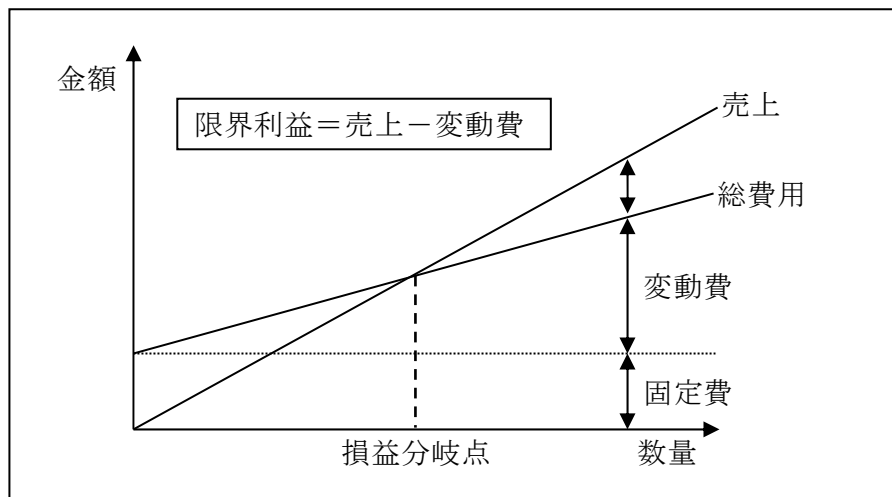 金額
限界利益＝売上－変動費
売上
総費用
変動費
固定費
損益分岐点
数量